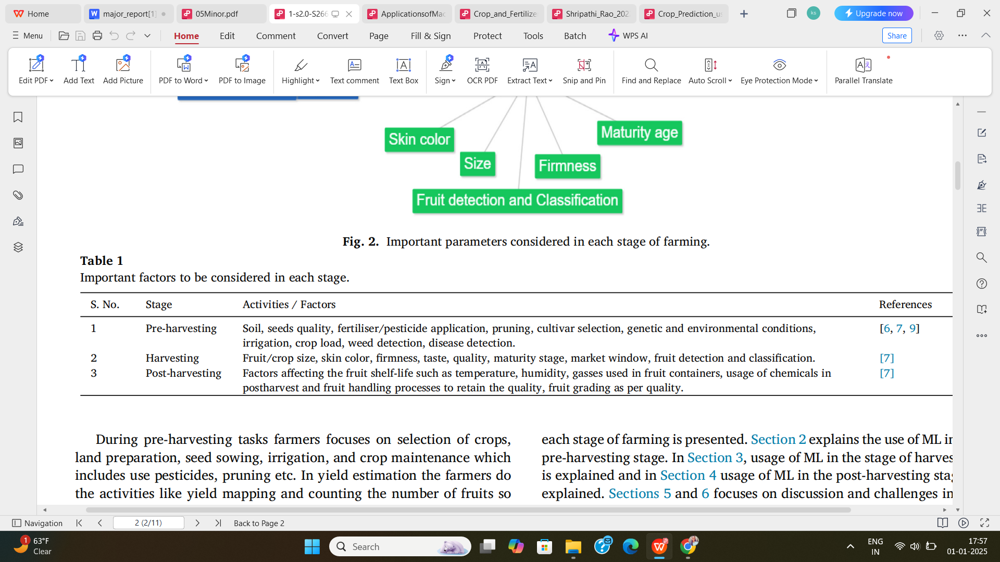 Home
major_report[1]
05Minor.pdf
1-s2.0-S266
ApplicationsofMac
Crop_and_Fertilize
Shripathi_Rao_202
Crop_Prediction_us
ks
Upgrade now
Menu
Home
Edit
Comment
Convert
Page
Fill & Sign
Protect
Tools
Batch
WPS AI
Share
Edit PDF
Add Text
Add Picture
PDF to Word
PDF to Image
Highlight
Text comment
Text Box
Sign
OCR PDF
Extract Text
Snip and Pin
Find and Replace
Auto Scroll
Eye Protection Mode
Parallel Translate
Skin color
Maturity age
Size
Firmness
Fruit detection and Classification
Fig. 2. Important parameters considered in each stage of farming.
Table 1
Important factors to be considered in each stage.
S. No. Stage Activities / Factors References
1 Pre-harvesting Soil, seeds quality, fertiliser/pesticide application, pruning, cultivar selection, genetic and environmental conditions, [6, 7, 9]
irrigation, crop load, weed detection, disease detection.
2 Harvesting Fruit/crop size, skin color, firmness, taste, quality, maturity stage, market window, fruit detection and classification. [7]
3 Post-harvesting Factors affecting the fruit shelf-life such as temperature, humidity, gasses used in fruit containers, usage of chemicals in [7]
postharvest and fruit handling processes to retain the quality, fruit grading as per quality.
During pre-harvesting tasks farmers focuses on selection of crops,
land preparation, seed sowing, irrigation, and crop maintenance which
includes use pesticides, pruning etc. In yield estimation the farmers do
the activities like yield mapping and counting the number of fruits so
each stage of farming is presented. Section 2 explains the use of ML in
pre-harvesting stage. In Section 3, usage of ML in the stage of harves
is explained and in Section 4 usage of ML in the post-harvesting sta
explained. Sections 5 and 6 focuses on discussion and challenges in
Navigation
2 (2/11)
Back to Page 2
1
63°F
Clear
Search
ENG
IN
17:57
01-01-2025